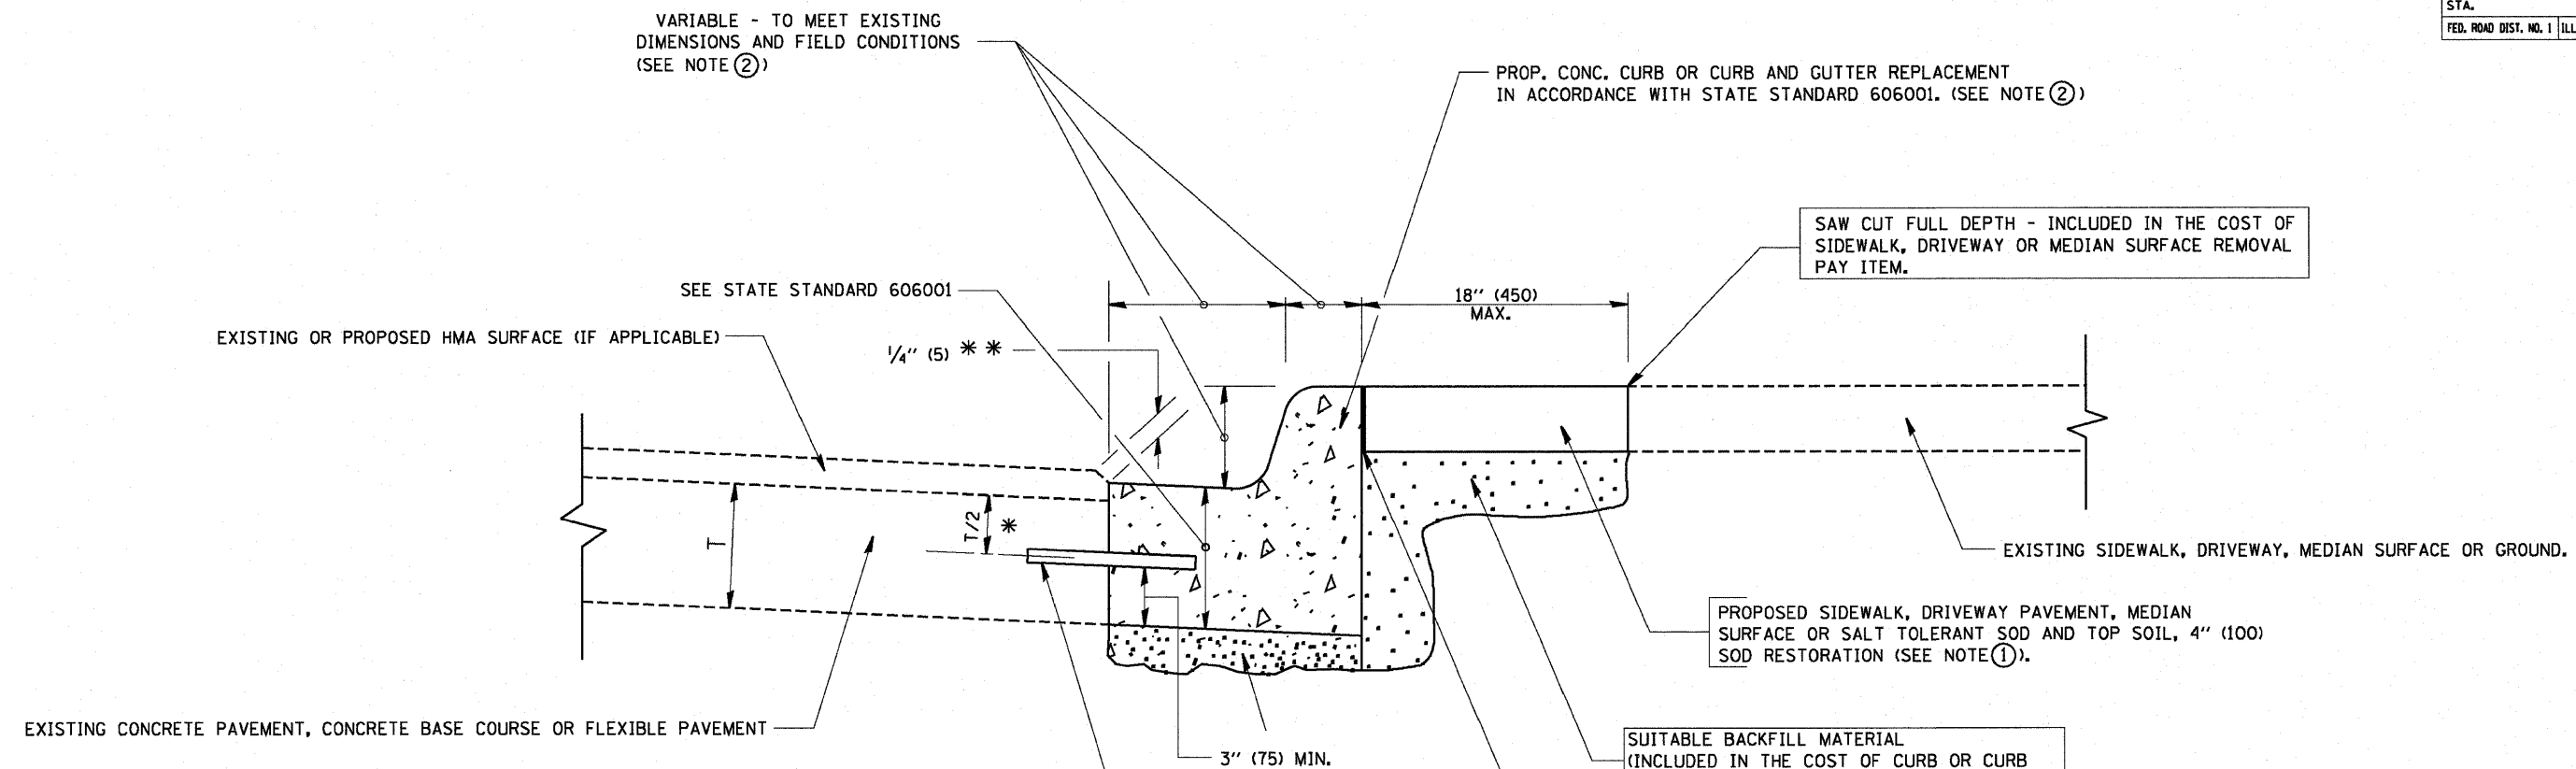 STA.
FED. ROAD DIST. NO. 1 ILL
VARIABLE - TO MEET EXISTING
DIMENSIONS AND FIELD CONDITIONS
(SEE NOTE ②)
PROP. CONC. CURB OR CURB AND GUTTER REPLACEMENT
IN ACCORDANCE WITH STATE STANDARD 606001. (SEE NOTE ②)
SAW CUT FULL DEPTH - INCLUDED IN THE COST OF
SIDEWALK, DRIVEWAY OR MEDIAN SURFACE REMOVAL
PAY ITEM.
SEE STATE STANDARD 606001
18" (450)
MAX.
EXISTING OR PROPOSED HMA SURFACE (IF APPLICABLE)
1/4" (5) * *
T
T/2 *
EXISTING SIDEWALK, DRIVEWAY, MEDIAN SURFACE OR GROUND.
PROPOSED SIDEWALK, DRIVEWAY PAVEMENT, MEDIAN
SURFACE OR SALT TOLERANT SOD AND TOP SOIL, 4" (100)
SOD RESTORATION (SEE NOTE ①).
EXISTING CONCRETE PAVEMENT, CONCRETE BASE COURSE OR FLEXIBLE PAVEMENT
3" (75) MIN.
SUITABLE BACKFILL MATERIAL
(INCLUDED IN THE COST OF CURB OR CURB